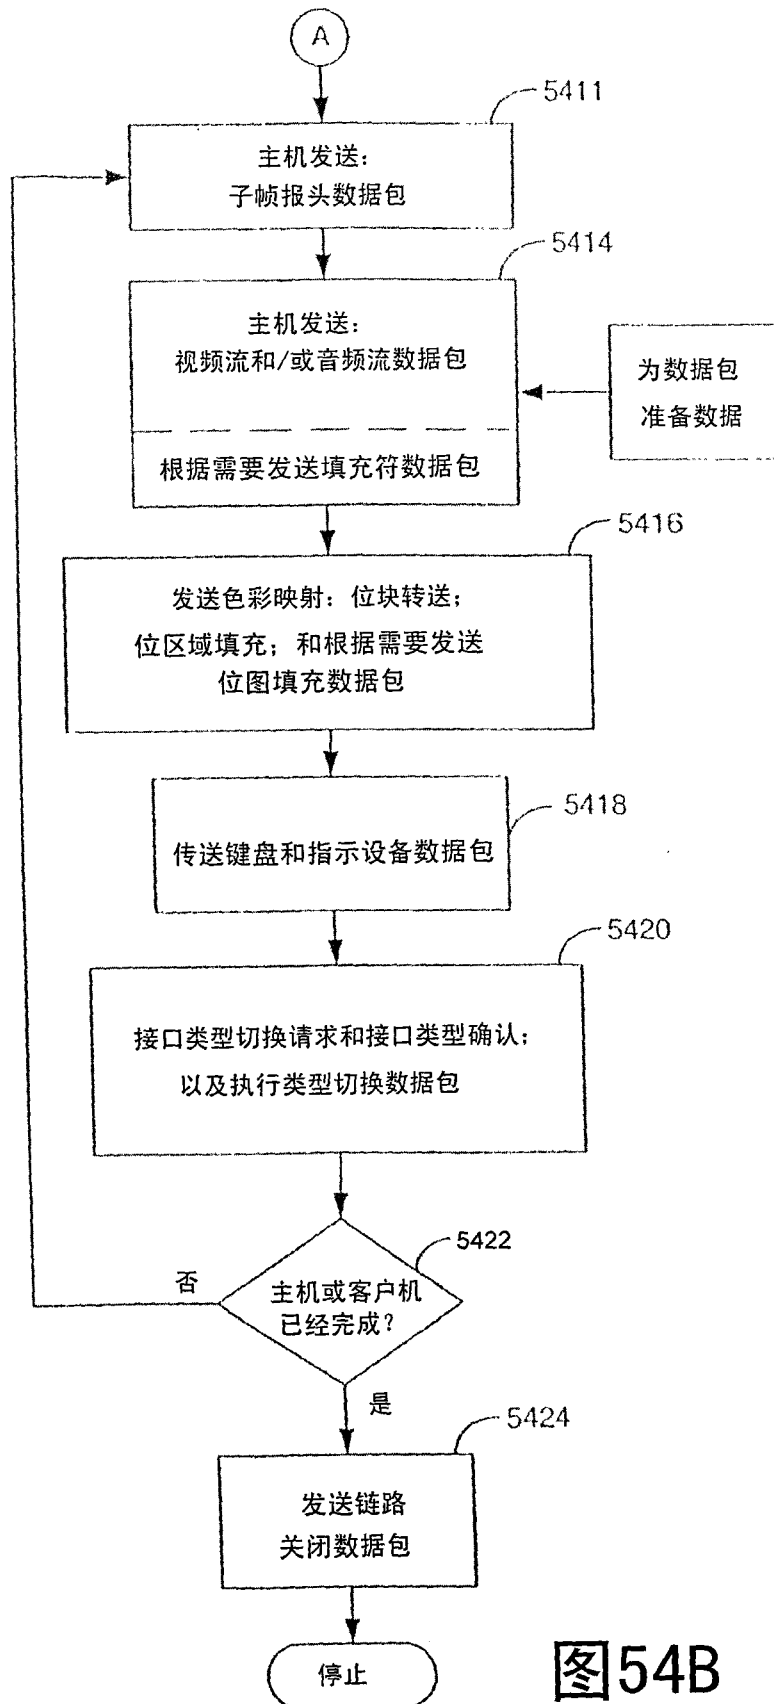 A
5411
主机发送：
子帧报头数据包
5414
主机发送：
视频流和/或音频流数据包
为数据包
准备数据
根据需要发送填充符数据包
5416
发送色彩映射：位块转送；
位区域填充；和根据需要发送
位图填充数据包
5418
传送键盘和指示设备数据包
5420
接口类型切换请求和接口类型确认；
以及执行类型切换数据包
5422
否
主机或客户机
已经完成？
是
5424
发送链路
关闭数据包
停止
图54B